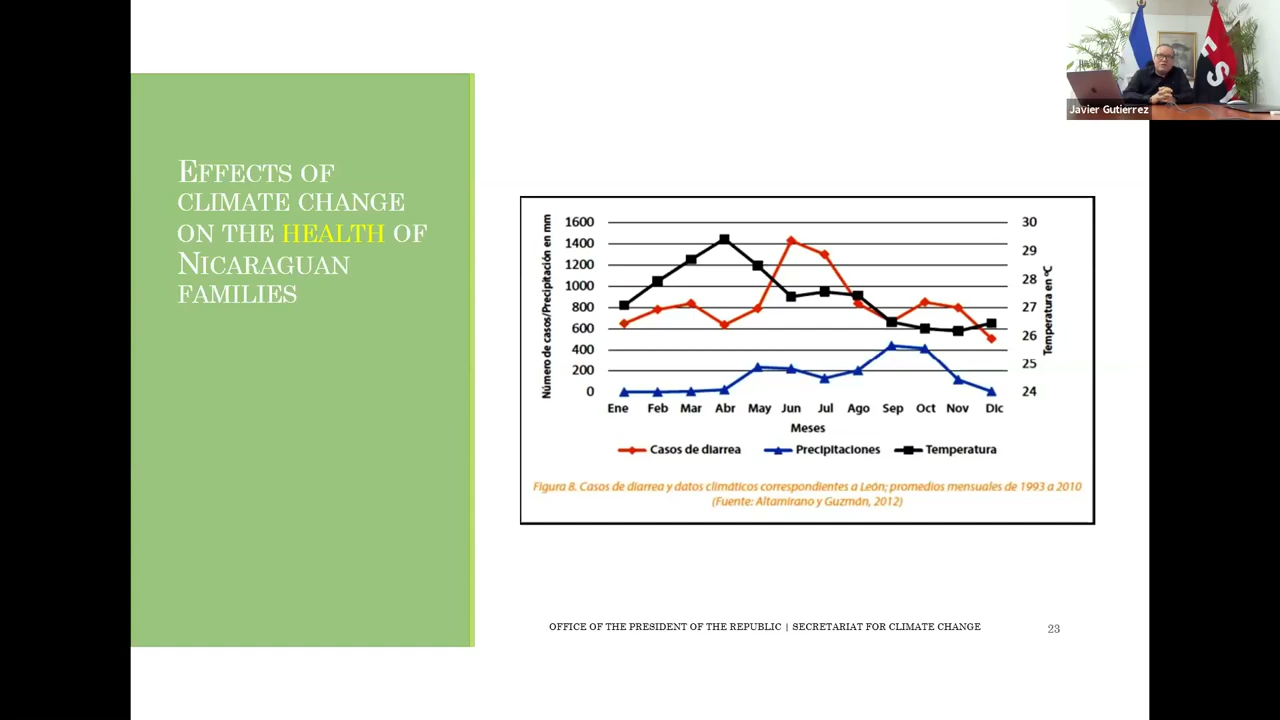 Javier Gutierrez
EFFECTS OF
CLIMATE CHANGE
ON THE HEALTH OF
NICARAGUAN
FAMILIES
Número de casos/Precipitación en mm
1600
1400
1200
1000
800
600
400
200
0
30
29
28
27
26
25
24
Temperatura en ºC
Ene Feb Mar Abr May Jun Jul Ago Sep Oct Nov Dic
Meses
Casos de diarrea Precipitaciones Temperatura
Figura 8. Casos de diarrea y datos climáticos correspondientes a León; promedios mensuales de 1993 a 2010
(Fuente: Altamirano y Guzmán, 2012)
OFFICE OF THE PRESIDENT OF THE REPUBLIC | SECRETARIAT FOR CLIMATE CHANGE
23